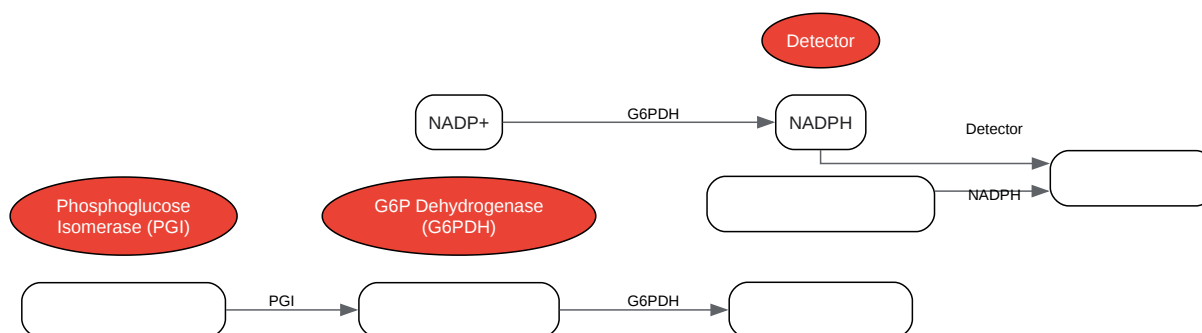 Detector
NADP+
G6PDH
NADPH
Detector
NADPH
Phosphoglucose
Isomerase (PGI)
G6P Dehydrogenase
(G6PDH)
PGI
G6PDH